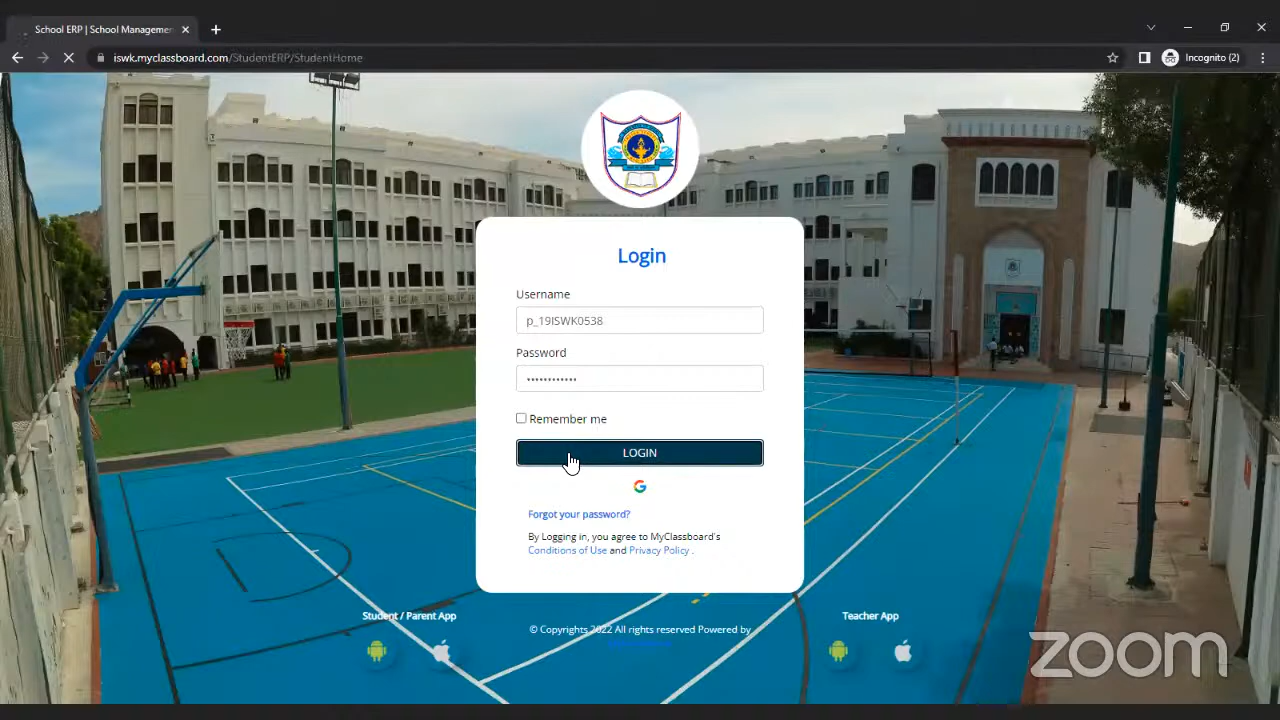 School ERP | School Managemen
iswk.myclassboard.com/StudentERP/StudentHome
Incognito (2)
Login
Username
p_19ISWK0538
Password
Remember me
LOGIN
Forgot your password?
By Logging in, you agree to MyClassboard's
Conditions of Use and Privacy Policy .
Student / Parent App
Teacher App
© Copyrights 2022 All rights reserved Powered by
zoom